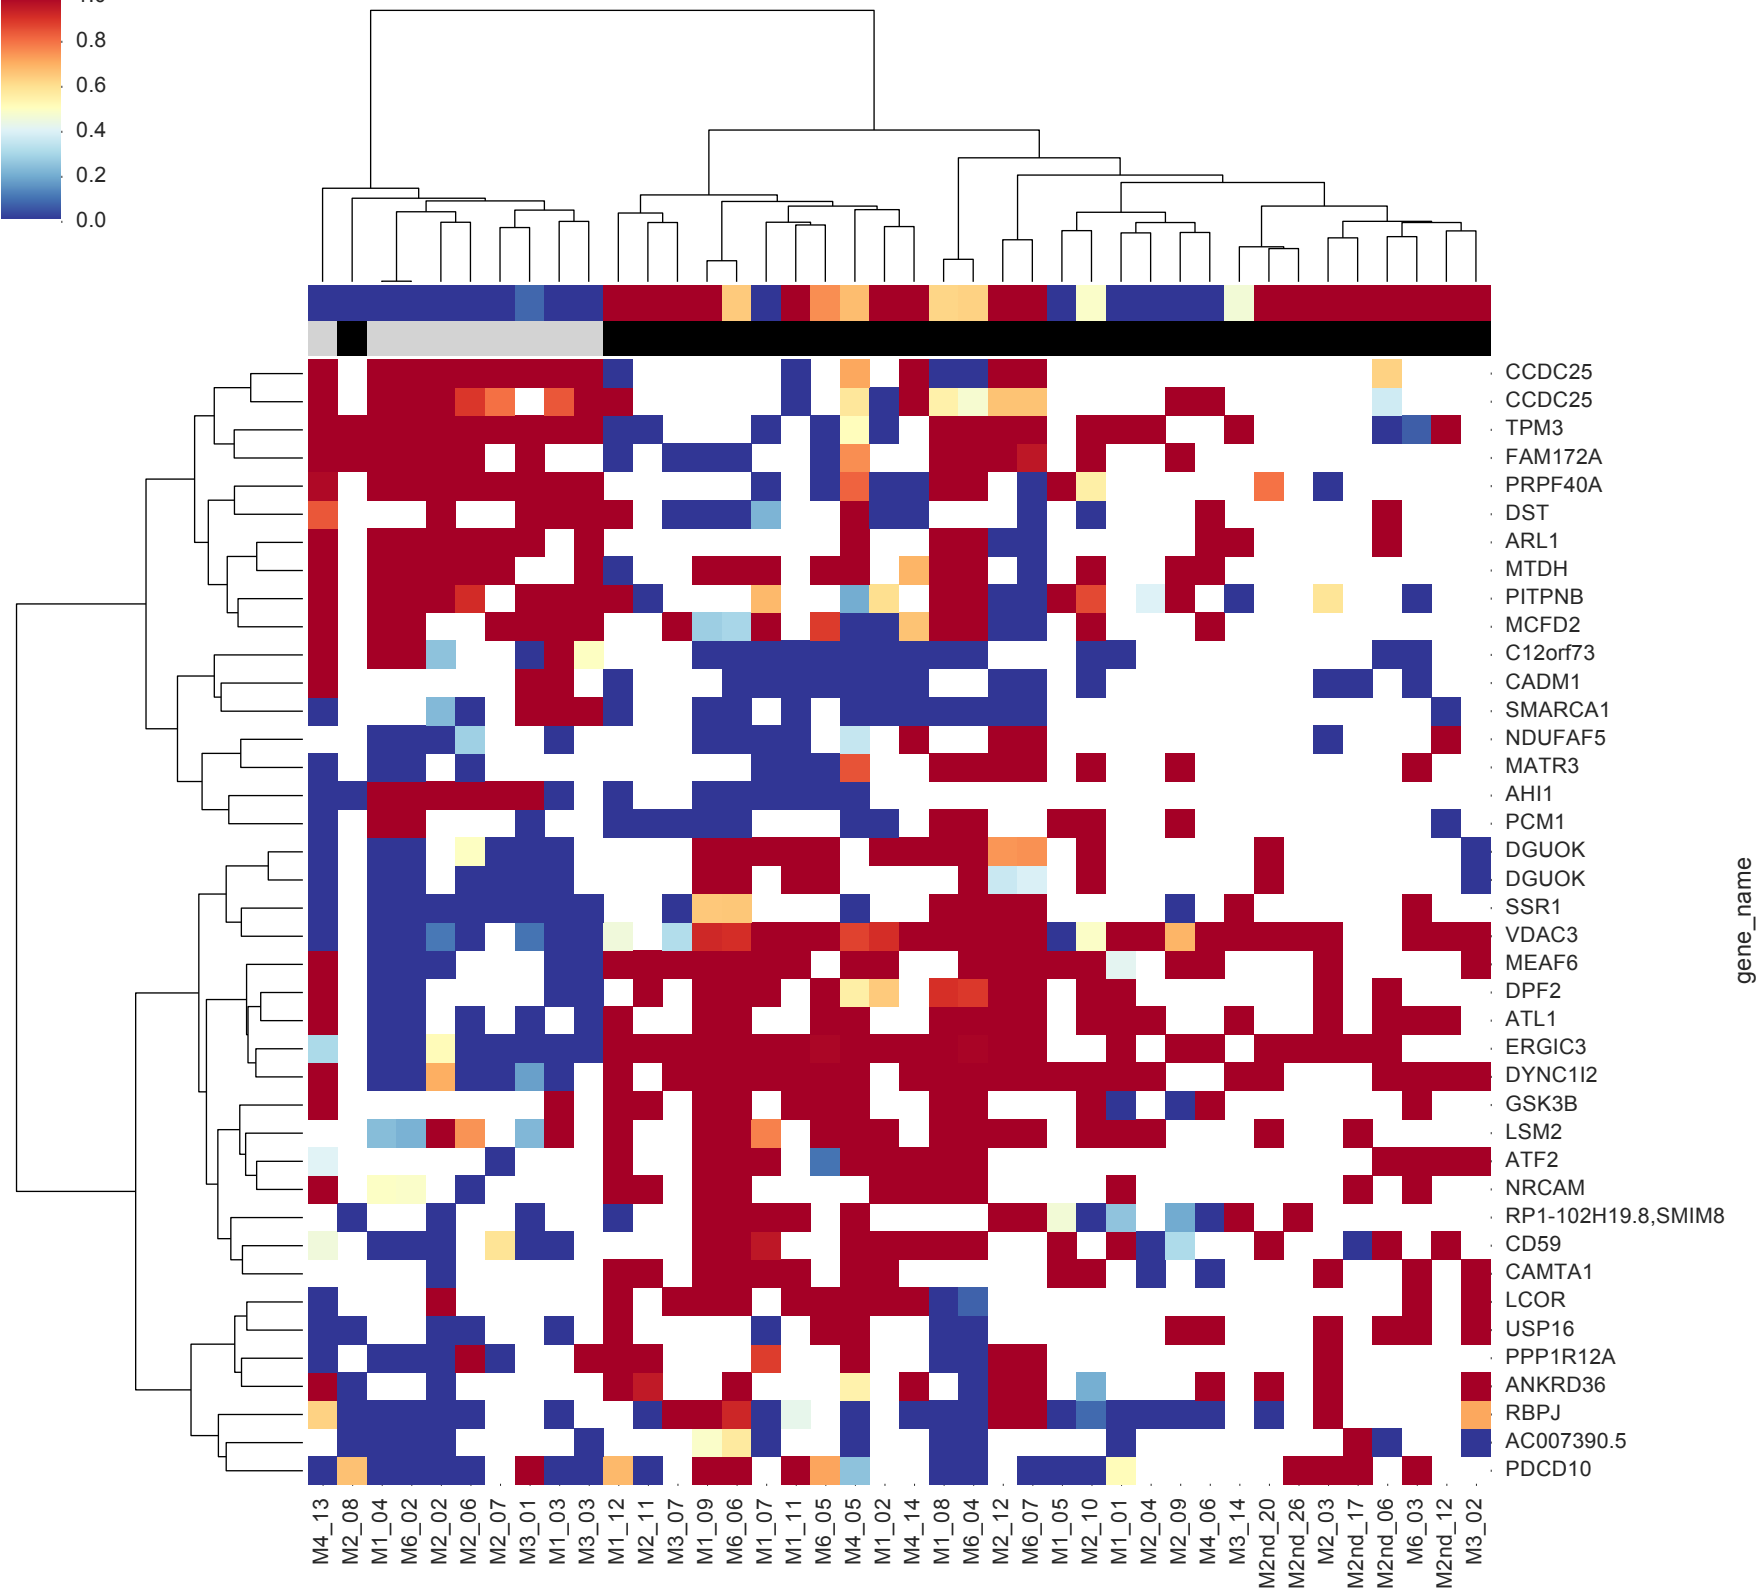 0.8
0.6
0.4
0.2
0.0
CCDC25
CCDC25
TPM3
FAM172A
PRPF40A
DST
ARL1
MTDH
PITPNB
MCFD2
C12orf73
CADM1
SMARCA1
NDUFAF5
MATR3
AHI1
PCM1
DGUOK
DGUOK
SSR1
VDAC3
MEAF6
DPF2
ATL1
ERGIC3
DYNC1I2
GSK3B
LSM2
ATF2
NRCAM
RP1-102H19.8,SMIM8
CD59
CAMTA1
LCOR
USP16
PPP1R12A
ANKRD36
RBPJ
AC007390.5
PDCD10
gene_name
M4_13
M2_08
M1_04
M6_02
M2_02
M2_06
M2_07
M3_01
M1_03
M3_03
M1_12
M2_11
M3_07
M1_09
M6_06
M1_07
M1_11
M6_05
M4_05
M1_02
M4_14
M1_08
M6_04
M2_12
M6_07
M1_05
M2_10
M1_01
M2_04
M2_09
M4_06
M3_14
M2nd_20
M2nd_26
M2_03
M2nd_17
M2nd_06
M6_03
M2nd_12
M3_02